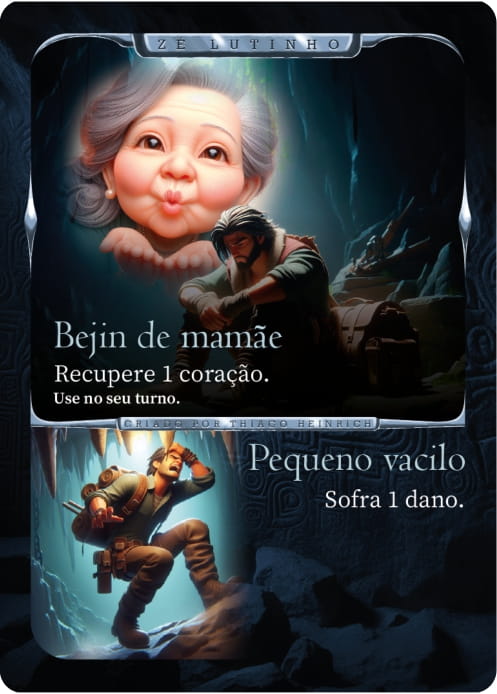 ZÉ LUTINHO
Bejin de mamãe
Recupere 1 coração.
Use no seu turno.
CRIADO POR THIAGO HEINRICH
Pequeno vacilo
Sofra 1 dano.